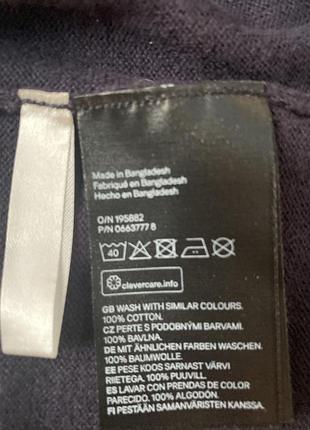 Made in Bangladesh
Fabriqué en Bangladesh
Hecho en Bangladesh
O/N 195882
P/N 0663777 8
40
clevercare.info
GB WASH WITH SIMILAR COLOURS.
100% COTTON.
CZ PERTE S PODOBNÝMI BARVAMI.
100% BAVLNA.
DE MIT ÄHNLICHEN FARBEN WASCHEN.
100% BAUMWOLLE.
EE PESE KOOS SARNAST VÄRVI
RIIETEGA. 100% PUUVILL.
ES LAVAR CON PRENDAS DE COLOR
PARECIDO. 100% ALGODÓN.
FI PESTÄÄN SAMANVÄRISTEN KANSSA.